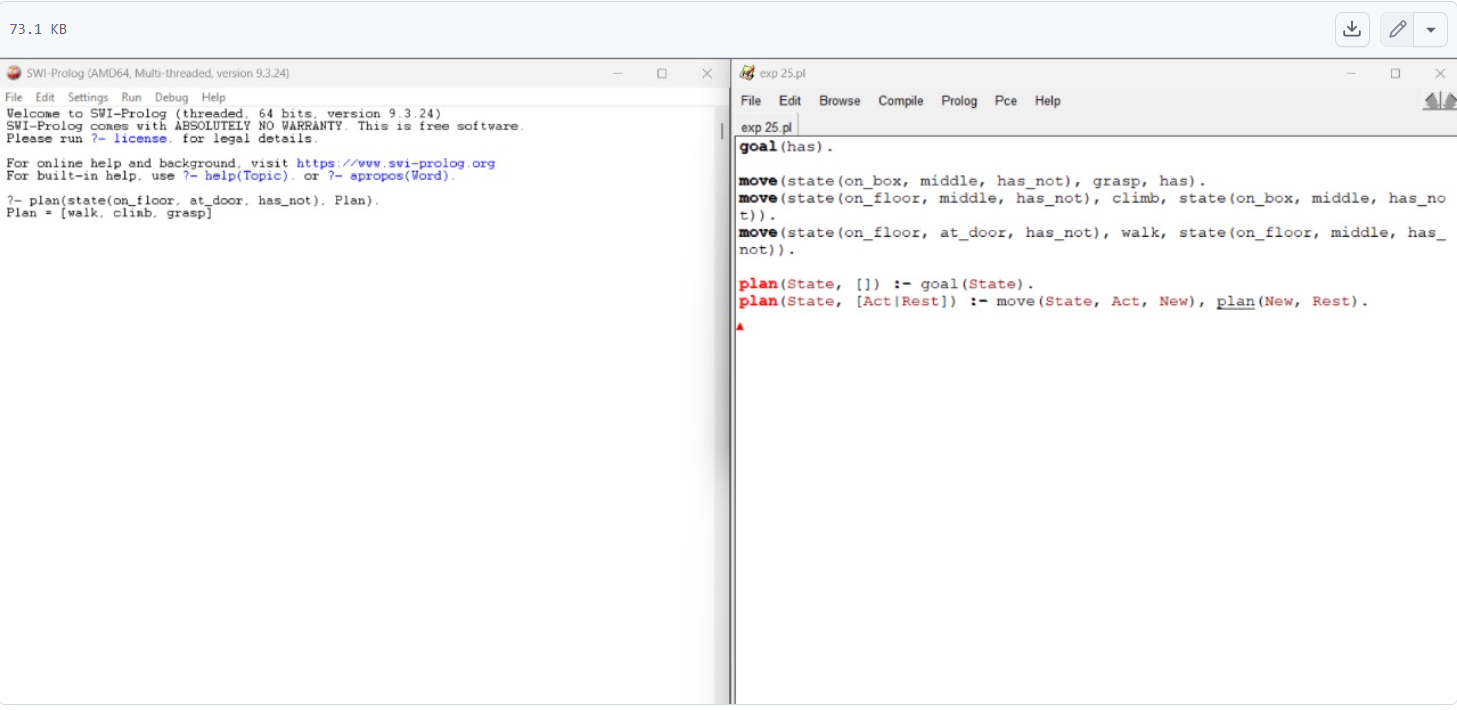 73.1 KB
SWI-Prolog (AMD64, Multi-threaded, version 9.3.24)
File Edit Settings Run Debug Help
Welcome to SWI-Prolog (threaded, 64 bits, version 9.3.24)
SWI-Prolog comes with ABSOLUTELY NO WARRANTY. This is free software.
Please run ?- license. for legal details.
For online help and background, visit https://www.swi-prolog.org
For built-in help, use ?- help(Topic). or ?- apropos(Word).
?- plan(state(on_floor, at_door, has_not), Plan).
Plan = [walk, climb, grasp]
exp 25.pl
File Edit Browse Compile Prolog Pce Help
exp 25.pl
goal(has).
move(state(on_box, middle, has_not), grasp, has).
move(state(on_floor, middle, has_not), climb, state(on_box, middle, has_no
t)).
move(state(on_floor, at_door, has_not), walk, state(on_floor, middle, has_
not)).
plan(State, []) :- goal(State).
plan(State, [Act|Rest]) :- move(State, Act, New), plan(New, Rest).